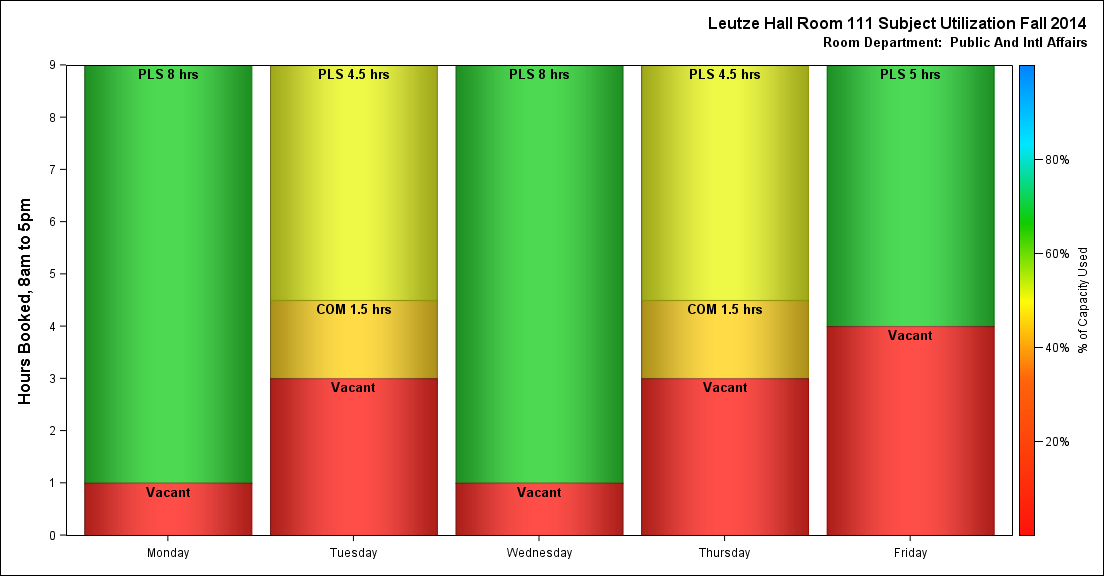 Leutze Hall Room 111 Subject Utilization Fall 2014
Room Department: Public And Intl Affairs
Hours Booked, 8am to 5pm
9
8
7
6
5
4
3
2
1
0
PLS 8 hrs
Vacant
PLS 4.5 hrs
COM 1.5 hrs
Vacant
PLS 8 hrs
Vacant
PLS 4.5 hrs
COM 1.5 hrs
Vacant
PLS 5 hrs
Vacant
Monday
Tuesday
Wednesday
Thursday
Friday
80%
60%
40%
20%
% of Capacity Used